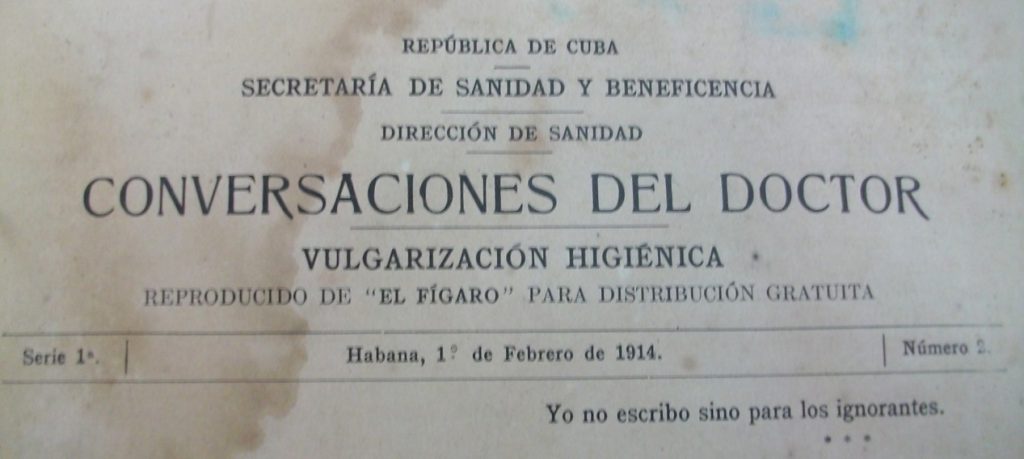 REPÚBLICA DE CUBA
SECRETARÍA DE SANIDAD Y BENEFICENCIA
DIRECCIÓN DE SANIDAD
CONVERSACIONES DEL DOCTOR
VULGARIZACIÓN HIGIÉNICA
REPRODUCIDO DE "EL FÍGARO" PARA DISTRIBUCIÓN GRATUITA
Serie 1ª. Habana, 1º de Febrero de 1914. Número 2.
Yo no escribo sino para los ignorantes.
* * *